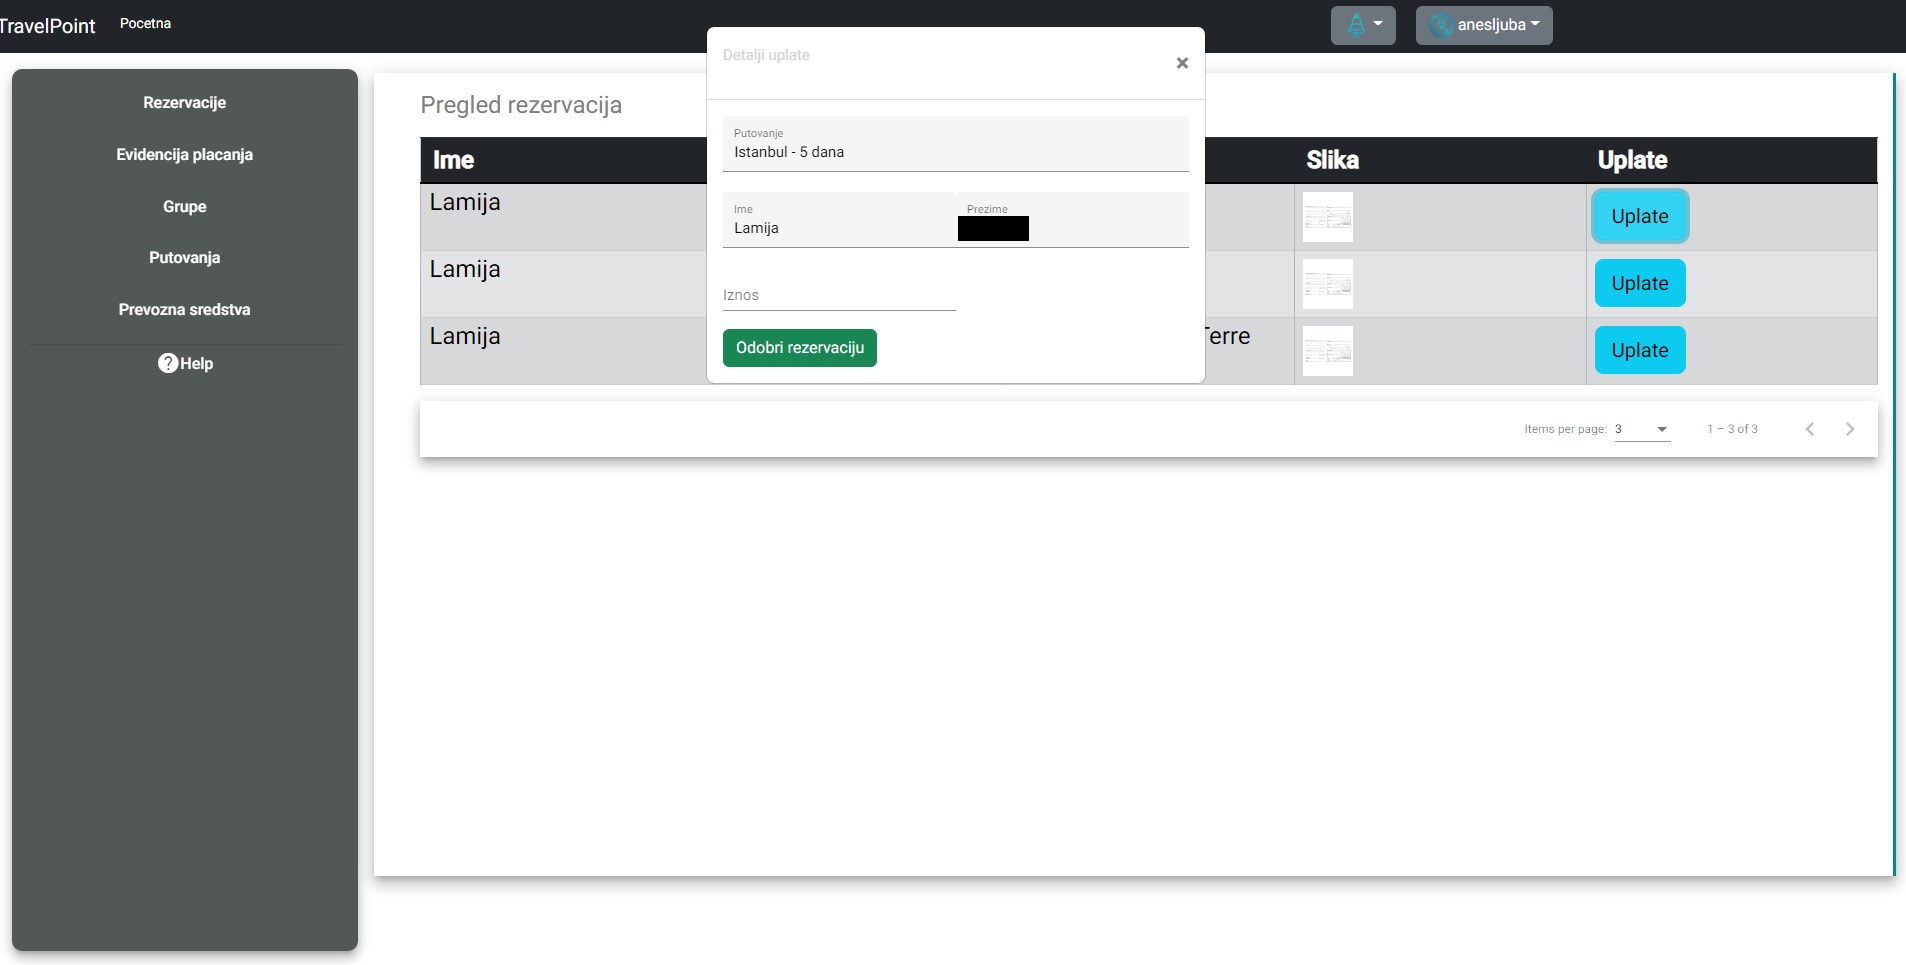 TravelPoint
Pocetna
anesljuba
Rezervacije
Evidencija placanja
Grupe
Putovanja
Prevozna sredstva
Help
Pregled rezervacija
Ime
Slika
Uplate
Lamija
Uplate
Lamija
Uplate
Lamija
Terre
Uplate
Items per page: 3
1 – 3 of 3
Detalji uplate
×
Putovanje
Istanbul - 5 dana
Ime
Prezime
Lamija
Iznos
Odobri rezervaciju